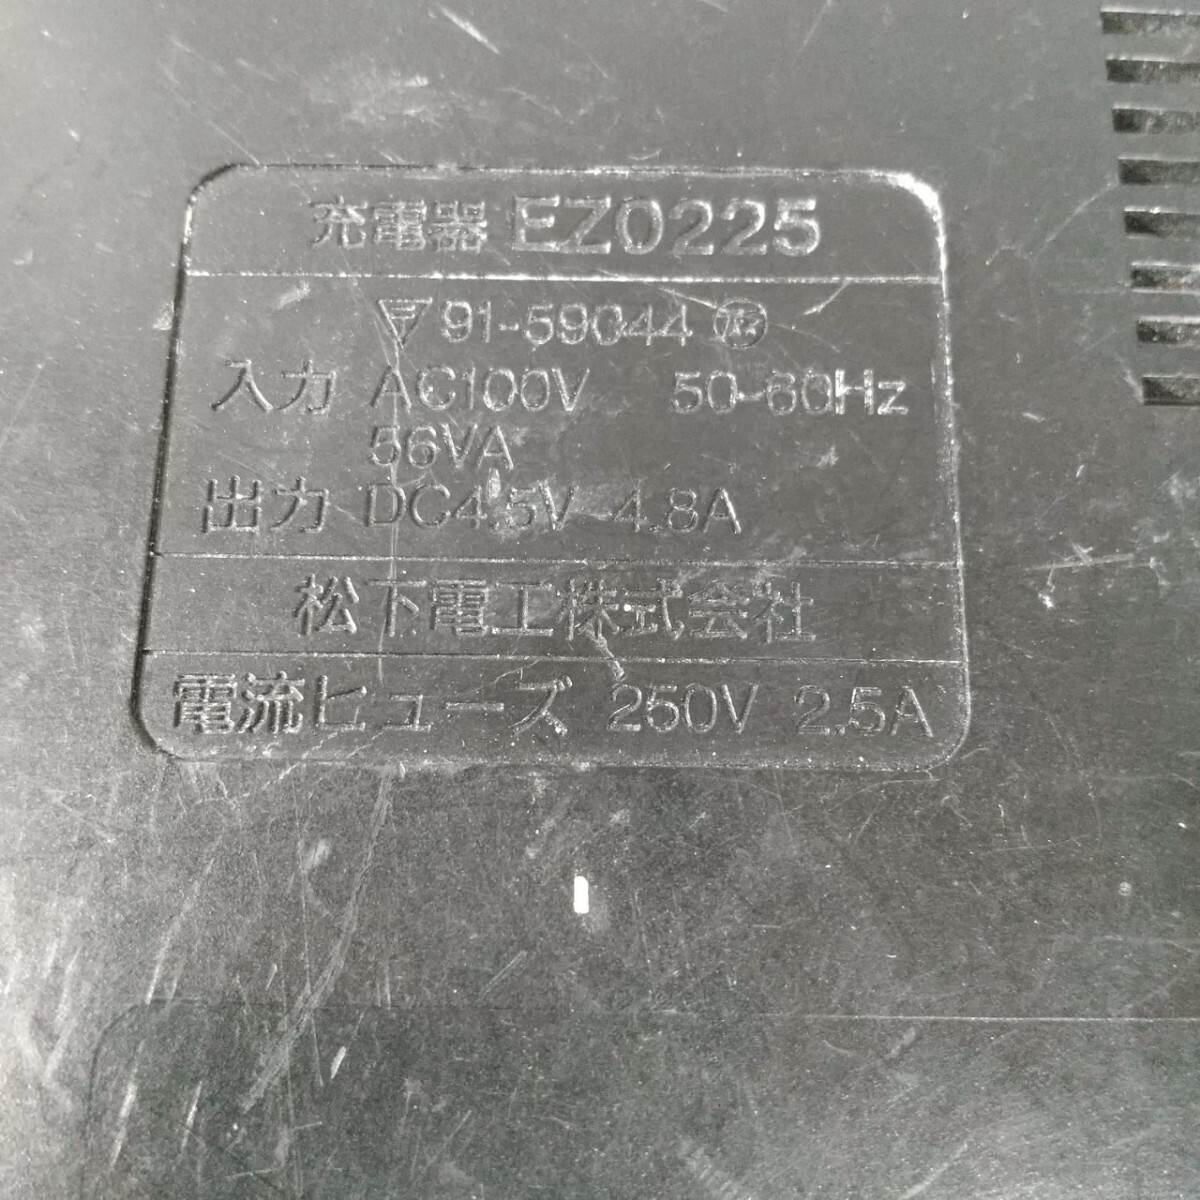 充電器 EZ0225
〒91-59044
入力 AC100V 50-60Hz
56VA
出力 DC4.5V 4.8A
松下電工株式会社
電流ヒューズ 250V 2.5A